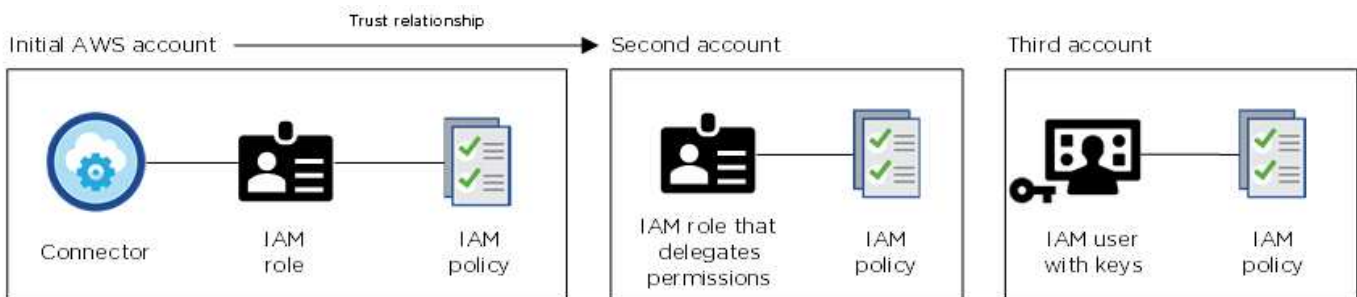 Trust relationship
Initial AWS account
Second account
Third account
Connector
IAM
role
IAM
policy
IAM role that
delegates
permissions
IAM
policy
IAM user
with keys
IAM
policy